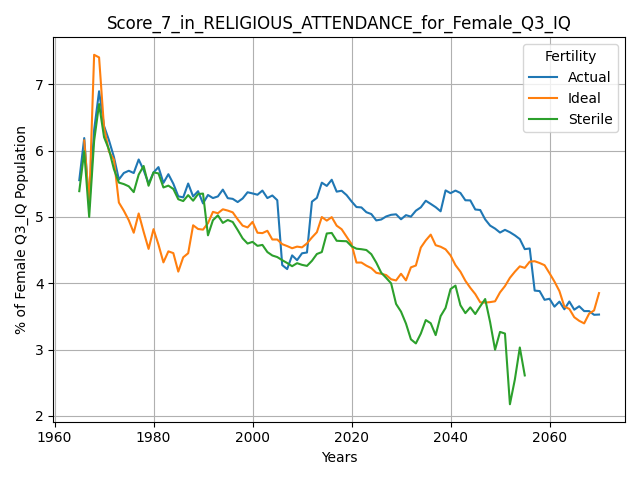 Score_7_in_RELIGIOUS_ATTENDANCE_for_Female_Q3_IQ
Fertility
Actual
Ideal
Sterile
% of Female Q3_IQ Population
7
6
5
4
3
2
1960
1980
2000
2020
2040
2060
Years